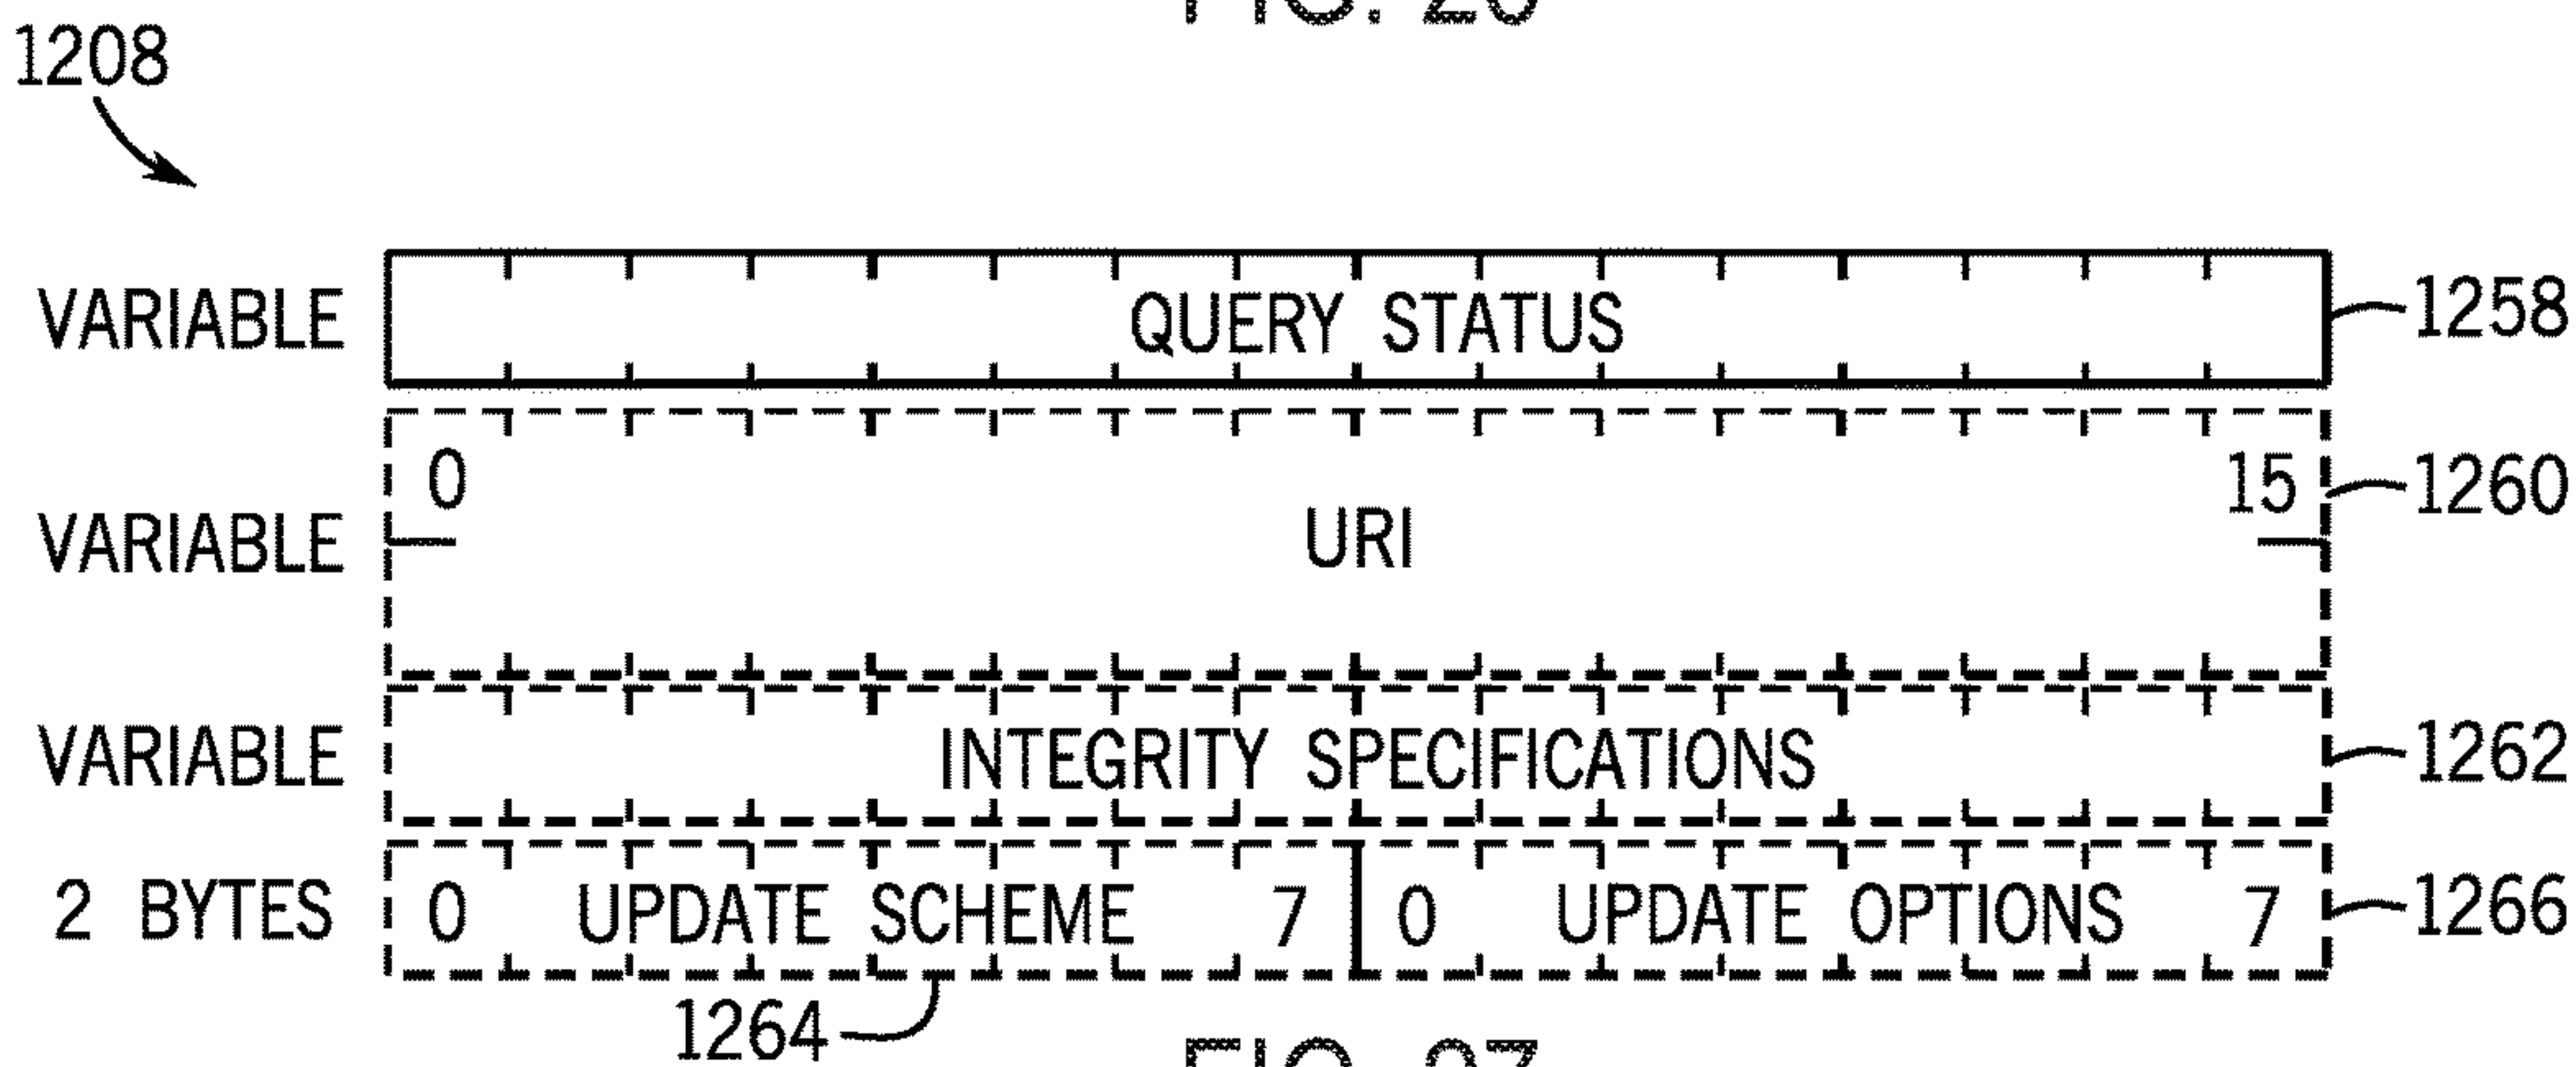 1208
VARIABLE QUERY STATUS 1258
0 15 1260
VARIABLE URI
VARIABLE INTEGRITY SPECIFICATIONS 1262
2 BYTES 0 UPDATE SCHEME 7 0 UPDATE OPTIONS 7 1266
1264